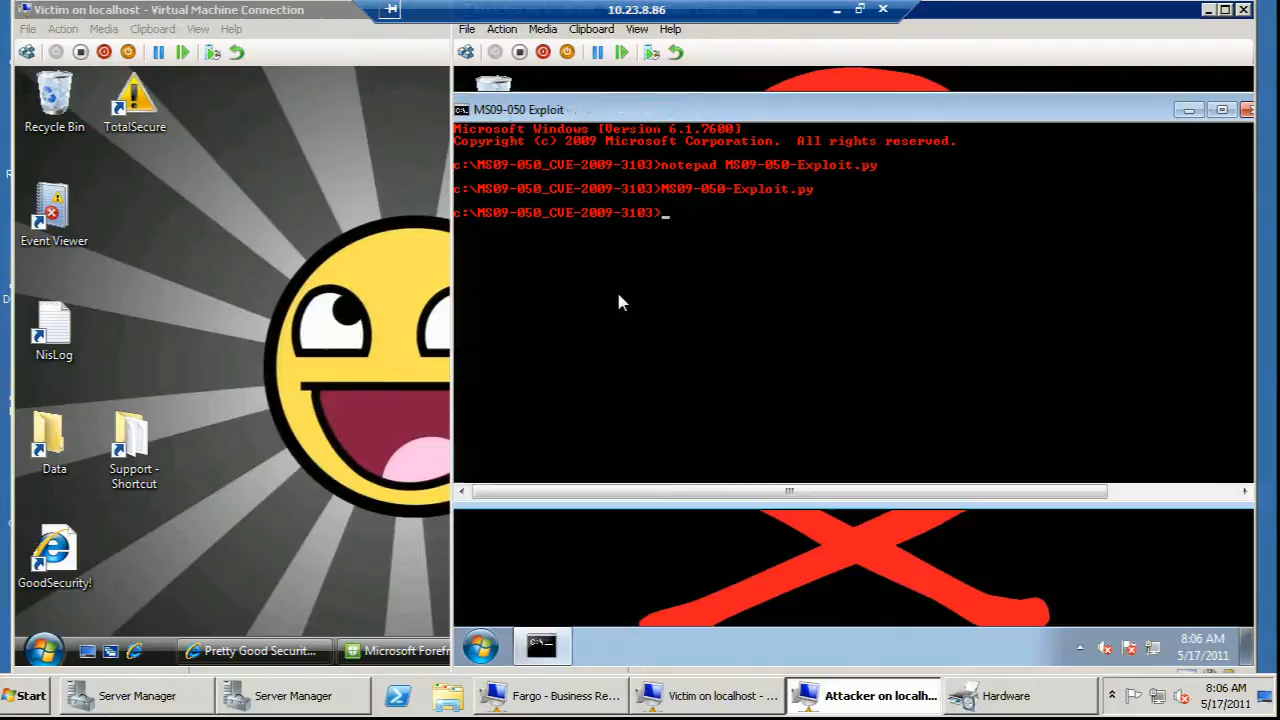 Victim on localhost - Virtual Machine Connection
10.23.8.86
File Action Media Clipboard View Help
File Action Media Clipboard View Help
Recycle Bin
TotalSecure
Event Viewer
NisLog
Data
Support -
Shortcut
GoodSecurity!
MS09-050 Exploit
Microsoft Windows [Version 6.1.7600]
Copyright (c) 2009 Microsoft Corporation. All rights reserved.
c:\MS09-050_CVE-2009-3103>notepad MS09-050-Exploit.py
c:\MS09-050_CVE-2009-3103>MS09-050-Exploit.py
c:\MS09-050_CVE-2009-3103>_
Pretty Good Securit...
Microsoft Foref
8:06 AM
5/17/2011
Start
Server Manager
Server Manager
Fargo - Business Re...
Victim on localhost - ...
Attacker on localh...
Hardware
8:06 AM
5/17/2011